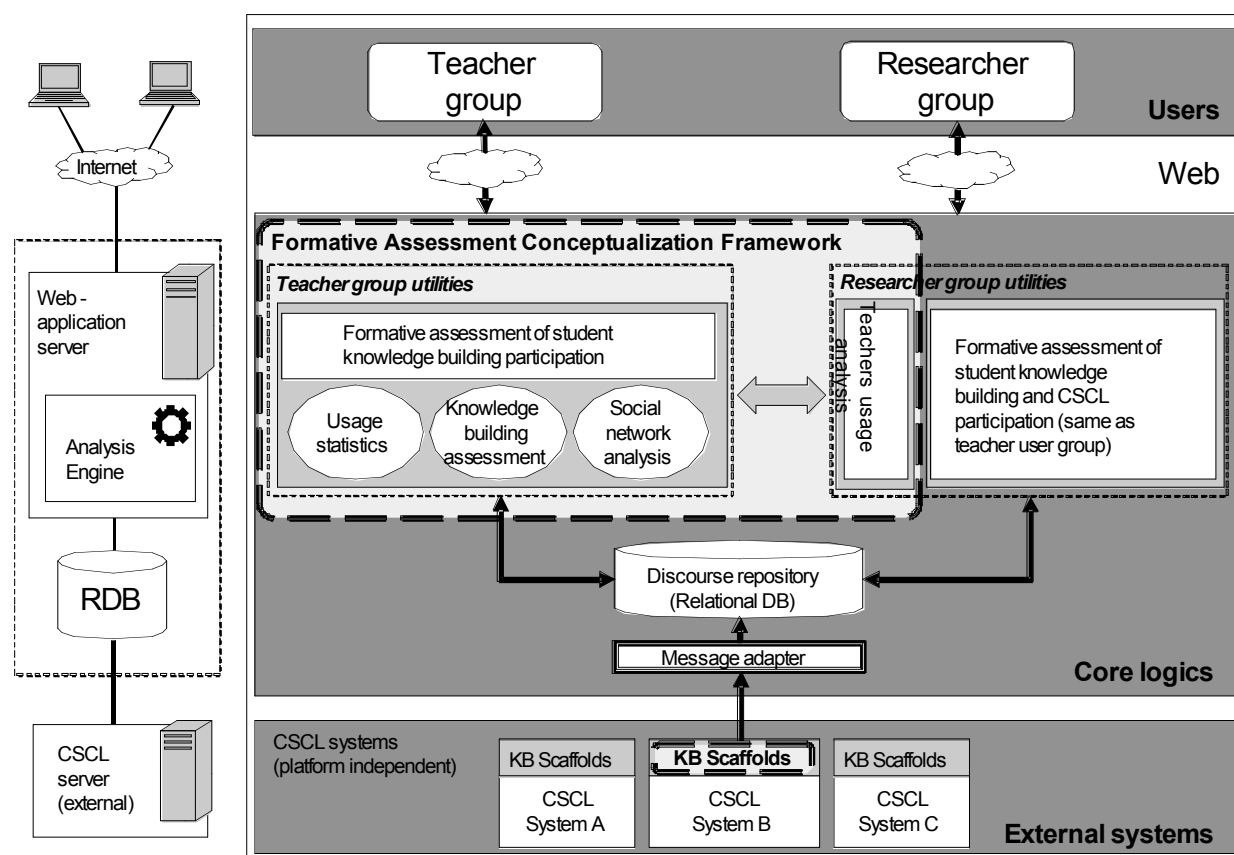 Internet
Web -
application
server
Analysis
Engine
RDB
CSCL
server
(external)
Teacher
group
Researcher
group
Users
Web
Formative Assessment Conceptualization Framework
Teacher group utilities
Formative assessment of student
knowledge building participation
Usage
statistics
Knowledge
building
assessment
Social
network
analysis
Researcher group utilities
Teachers usage
analysis
Formative assessment of
student knowledge
building and CSCL
participation (same as
teacher user group)
Discourse repository
(Relational DB)
Message adapter
Core logics
CSCL systems
(platform independent)
KB Scaffolds
CSCL
System A
KB Scaffolds
CSCL
System B
KB Scaffolds
CSCL
System C
External systems